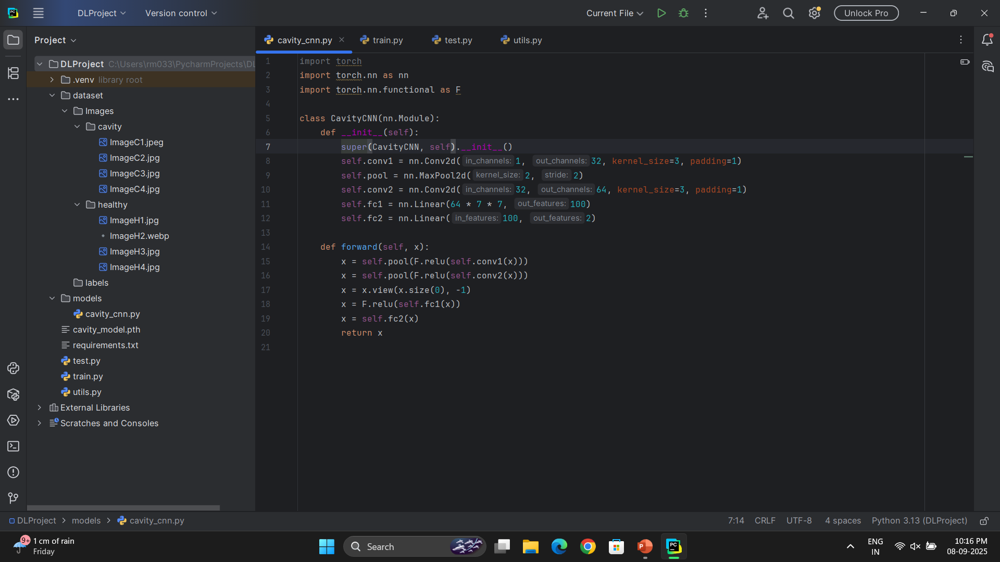 DLProject
Version control
Current File
Unlock Pro
Project
cavity_cnn.py
train.py
test.py
utils.py
DLProject C:\Users\rm033\PycharmProjects\DL
.venv library root
dataset
Images
cavity
ImageC1.jpeg
ImageC2.jpg
ImageC3.jpg
ImageC4.jpg
healthy
ImageH1.jpg
ImageH2.webp
ImageH3.jpg
ImageH4.jpg
labels
models
cavity_cnn.py
cavity_model.pth
requirements.txt
test.py
train.py
utils.py
External Libraries
Scratches and Consoles
1 import torch
2 import torch.nn as nn
3 import torch.nn.functional as F
4
5 class CavityCNN(nn.Module):
6     def __init__(self):
7         super(CavityCNN, self).__init__()
8         self.conv1 = nn.Conv2d( in_channels: 1, out_channels: 32, kernel_size=3, padding=1)
9         self.pool = nn.MaxPool2d( kernel_size: 2, stride: 2)
10         self.conv2 = nn.Conv2d( in_channels: 32, out_channels: 64, kernel_size=3, padding=1)
11         self.fc1 = nn.Linear(64 * 7 * 7, out_features: 100)
12         self.fc2 = nn.Linear( in_features: 100, out_features: 2)
13
14     def forward(self, x):
15         x = self.pool(F.relu(self.conv1(x)))
16         x = self.pool(F.relu(self.conv2(x)))
17         x = x.view(x.size(0), -1)
18         x = F.relu(self.fc1(x))
19         x = self.fc2(x)
20         return x
21
DLProject > models > cavity_cnn.py
7:14 CRLF UTF-8 4 spaces Python 3.13 (DLProject)
9+
1 cm of rain
Friday
Search
P
PC
ENG
IN
10:16 PM
08-09-2025